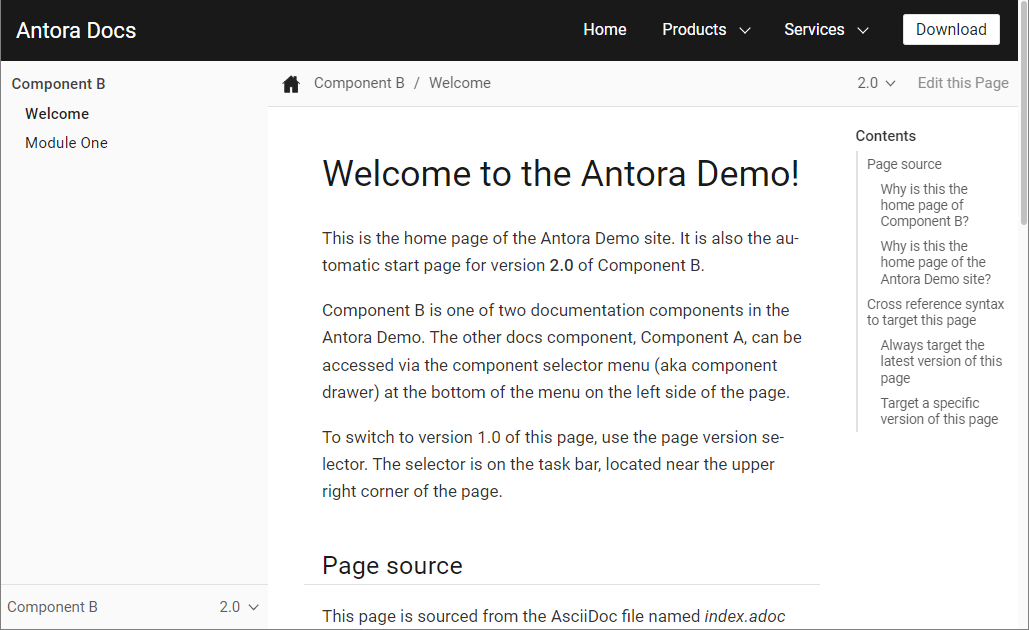 Antora Docs
Home
Products
Services
Download
Component B
Welcome
Module One
Component B / Welcome
2.0
Edit this Page
Welcome to the Antora Demo!
This is the home page of the Antora Demo site. It is also the au-
tomatic start page for version 2.0 of Component B.
Component B is one of two documentation components in the
Antora Demo. The other docs component, Component A, can be
accessed via the component selector menu (aka component
drawer) at the bottom of the menu on the left side of the page.
To switch to version 1.0 of this page, use the page version se-
lector. The selector is on the task bar, located near the upper
right corner of the page.
Page source
This page is sourced from the AsciiDoc file named index.adoc
Contents
Page source
Why is this the
home page of
Component B?
Why is this the
home page of the
Antora Demo site?
Cross reference syntax
to target this page
Always target the
latest version of this
page
Target a specific
version of this page
Component B
2.0